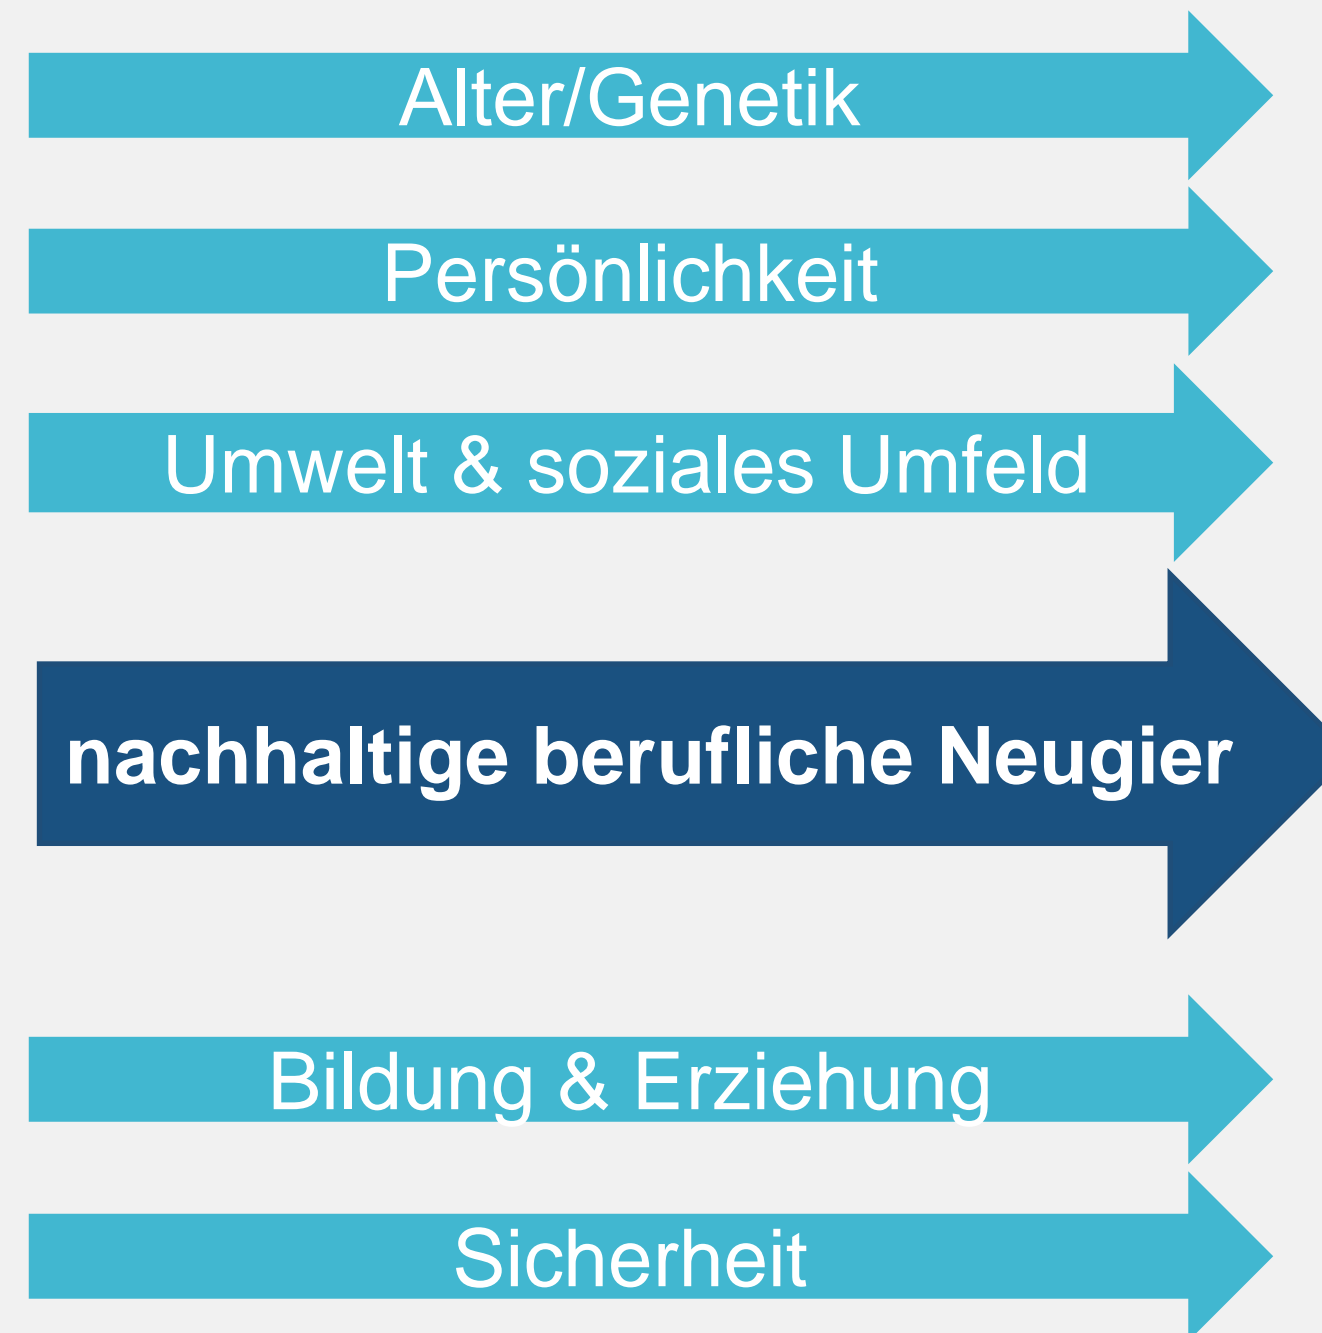 Alter/Genetik
Persönlichkeit
Umwelt & soziales Umfeld
nachhaltige berufliche Neugier
Bildung & Erziehung
Sicherheit